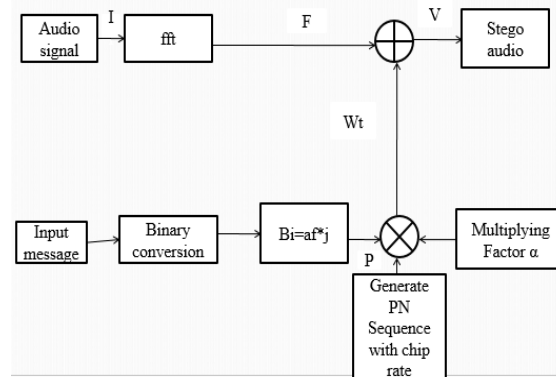 Audio
signal
I
fft
F
V
Stego
audio
Wt
Input
message
Binary
conversion
Bi=af*j
P
Multiplying
Factor α
Generate
PN
Sequence
with chip
rate